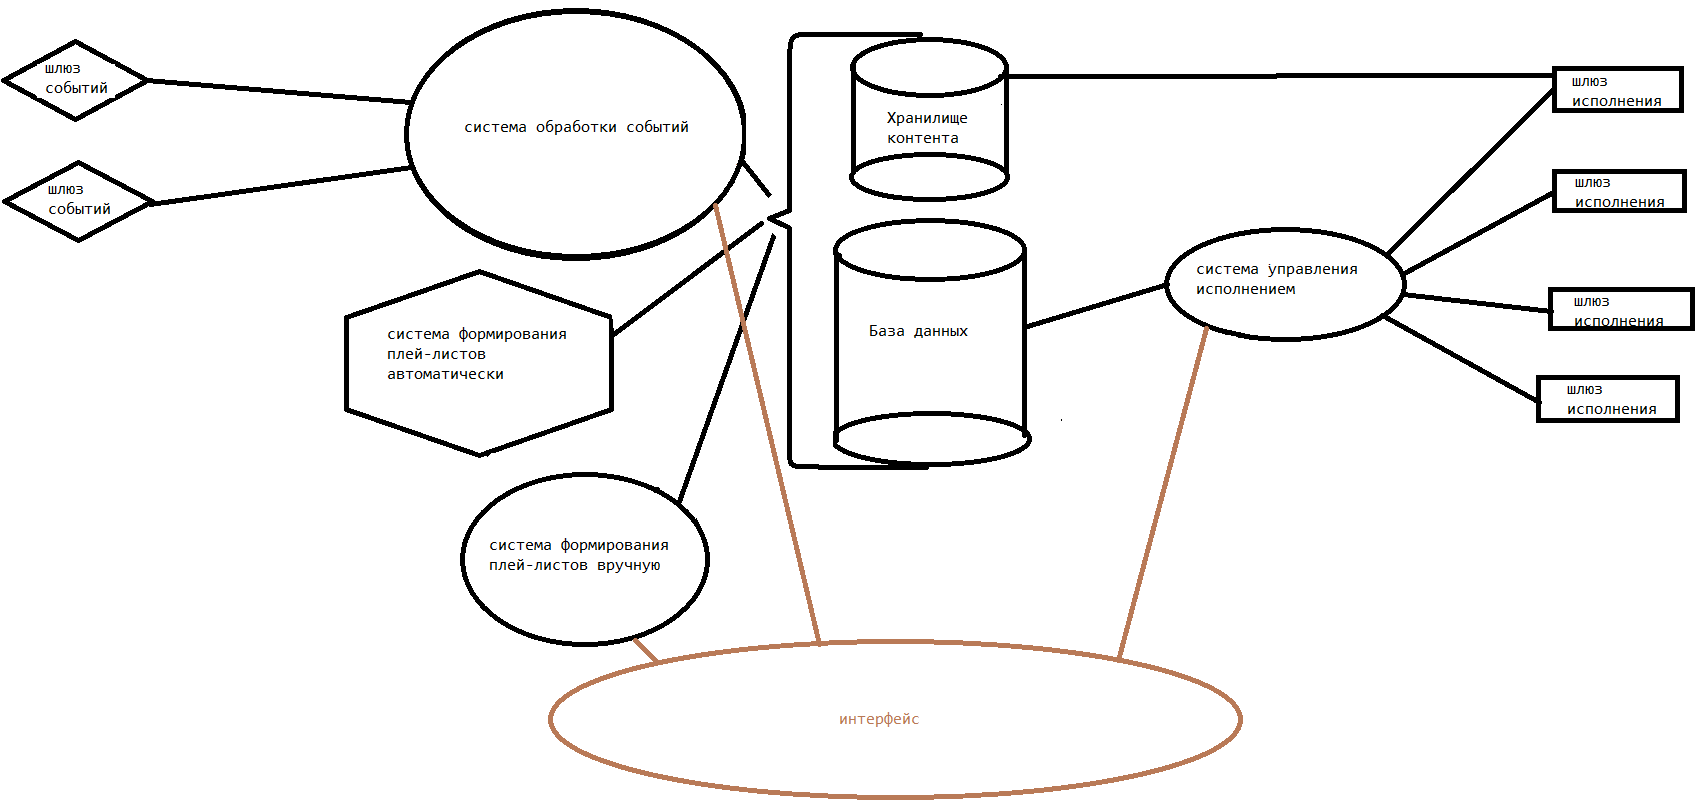 шлюз
событий
шлюз
событий
система обработки событий
система формирования
плей-листов
автоматически
система формирования
плей-листов вручную
Хранилище
контента
База данных
система управления
исполнением
шлюз
исполнения
шлюз
исполнения
шлюз
исполнения
шлюз
исполнения
интерфейс